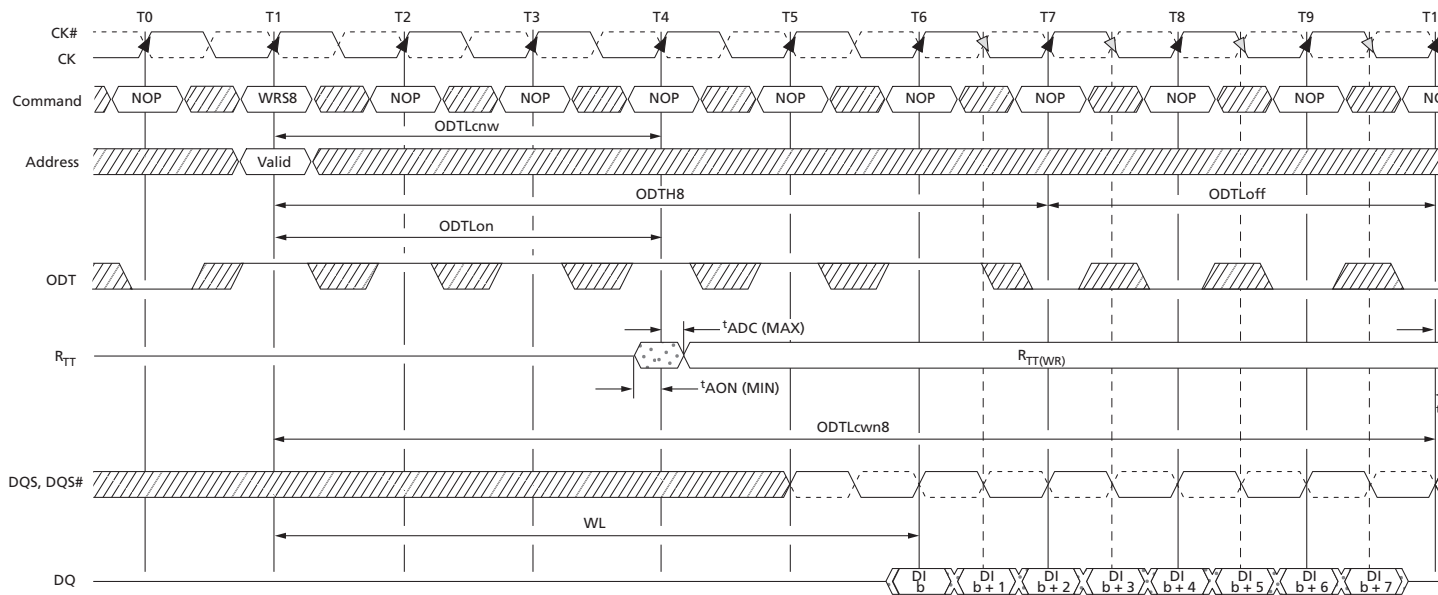 T0 T1 T2 T3 T4 T5 T6 T7 T8 T9 T1
CK#
CK
Command NOP WRS8 NOP NOP NOP NOP NOP NOP NOP NOP
ODTLcnw
Address Valid
ODTH8 ODTLoff
ODTLon
ODT
tADC (MAX)
RTT RTT(WR)
tAON (MIN)
ODTLcwn8
DQS, DQS#
WL
DQ DI b DI b + 1 DI b + 2 DI b + 3 DI b + 4 DI b + 5 DI b + 6 DI b + 7